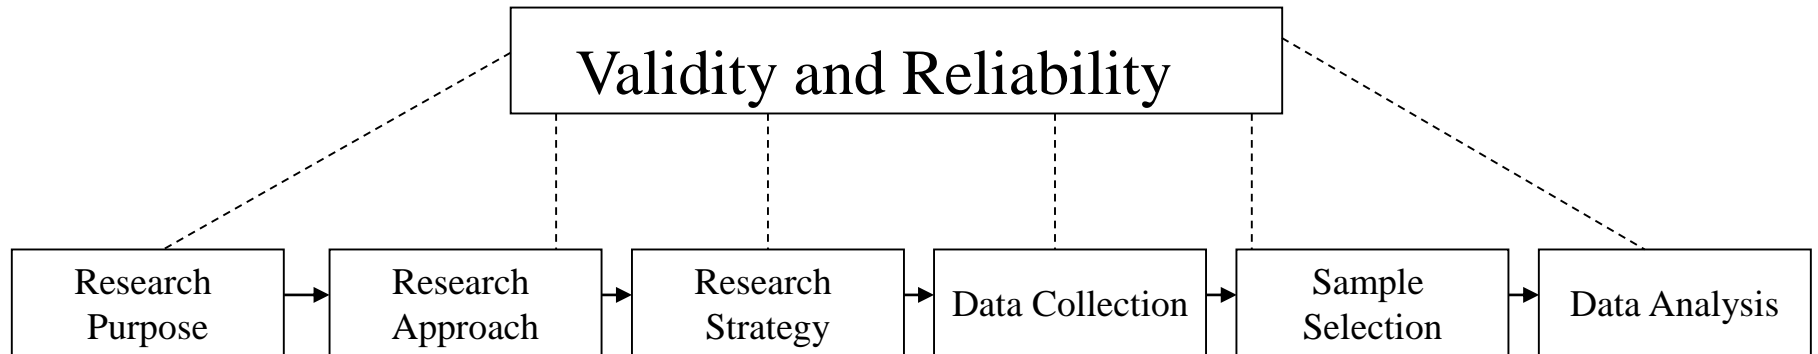 Validity and Reliability
Research
Purpose
Research
Approach
Research
Strategy
Data Collection
Sample
Selection
Data Analysis